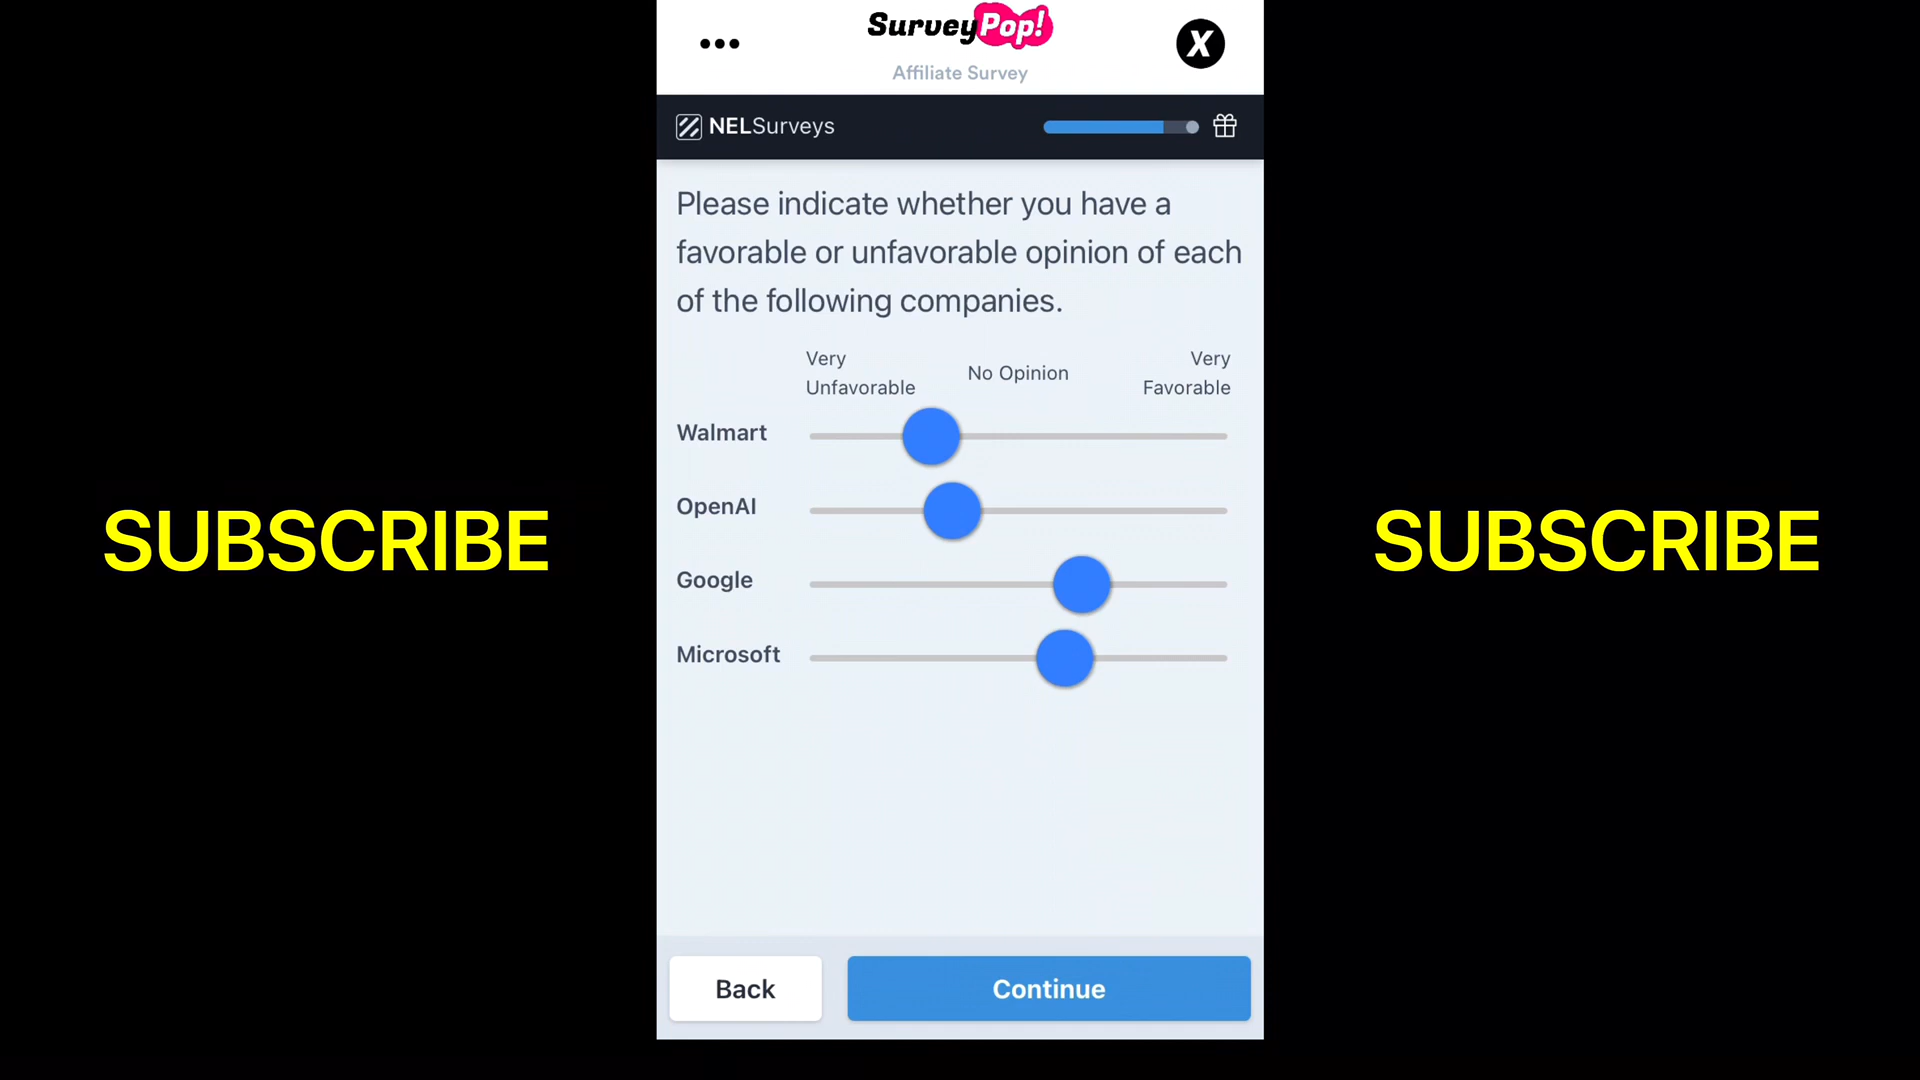 •••
SurveyPop!
X
Affiliate Survey
NELSurveys
Please indicate whether you have a
favorable or unfavorable opinion of each
of the following companies.
Very
Unfavorable
No Opinion
Very
Favorable
Walmart
OpenAI
Google
Microsoft
SUBSCRIBE
SUBSCRIBE
Back
Continue